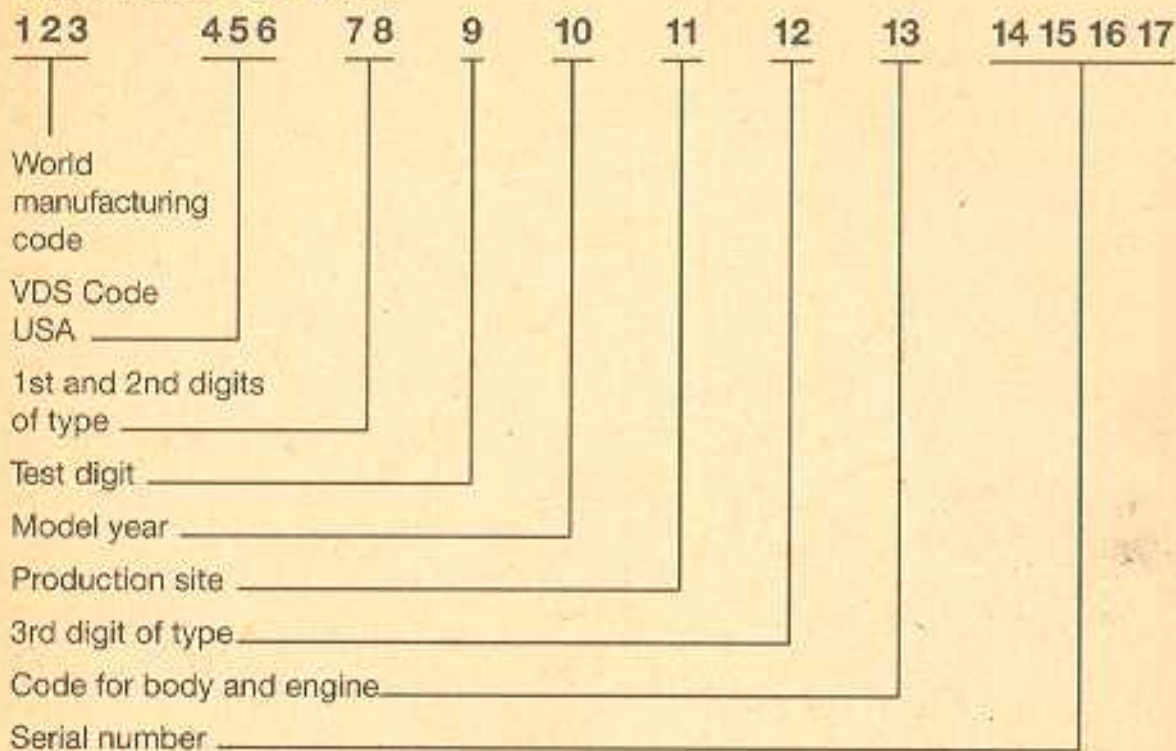 123 456 78 9 10 11 12 13 14 15 16 17
World
manufacturing
code
VDS Code
USA
1st and 2nd digits
of type
Test digit
Model year
Production site
3rd digit of type
Code for body and engine
Serial number